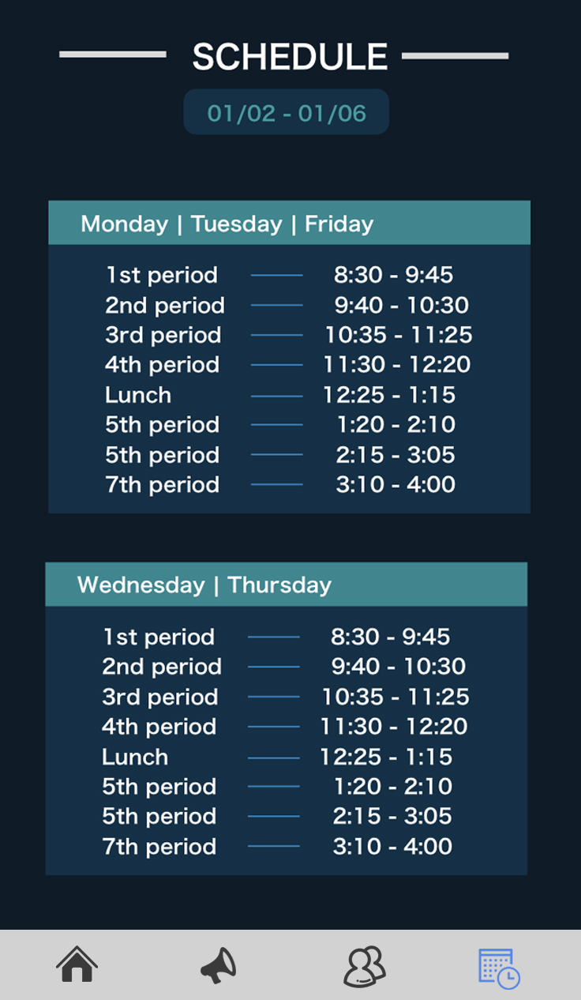 SCHEDULE
01/02 - 01/06
Monday | Tuesday | Friday
1st period 8:30 - 9:45
2nd period 9:40 - 10:30
3rd period 10:35 - 11:25
4th period 11:30 - 12:20
Lunch 12:25 - 1:15
5th period 1:20 - 2:10
5th period 2:15 - 3:05
7th period 3:10 - 4:00
Wednesday | Thursday
1st period 8:30 - 9:45
2nd period 9:40 - 10:30
3rd period 10:35 - 11:25
4th period 11:30 - 12:20
Lunch 12:25 - 1:15
5th period 1:20 - 2:10
5th period 2:15 - 3:05
7th period 3:10 - 4:00